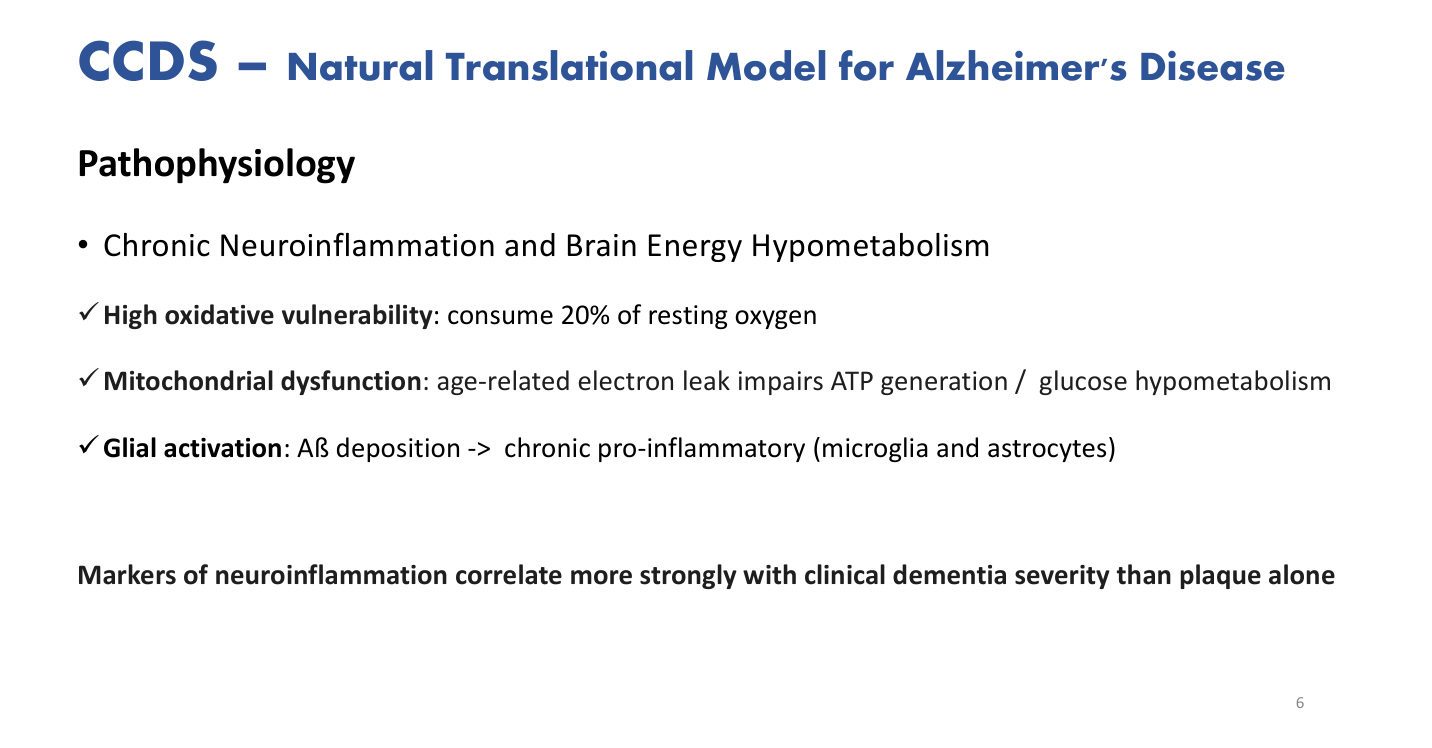 CCDS – Natural Translational Model for Alzheimer's Disease
Pathophysiology
• Chronic Neuroinflammation and Brain Energy Hypometabolism
✓ High oxidative vulnerability: consume 20% of resting oxygen
✓ Mitochondrial dysfunction: age-related electron leak impairs ATP generation / glucose hypometabolism
✓ Glial activation: Aß deposition -> chronic pro-inflammatory (microglia and astrocytes)
Markers of neuroinflammation correlate more strongly with clinical dementia severity than plaque alone
6